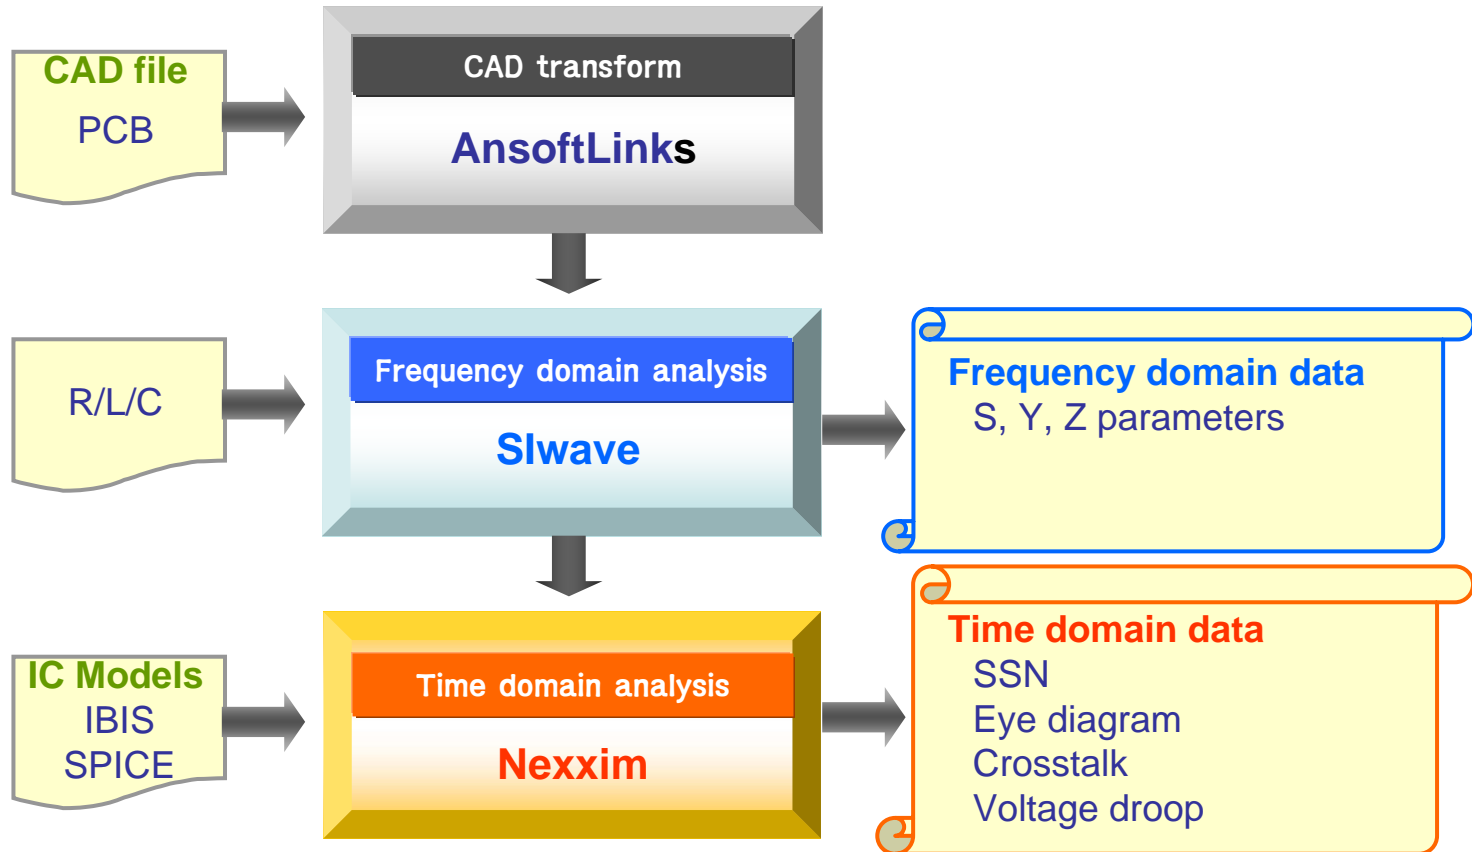 CAD file
PCB
CAD transform
AnsoftLinks
R/L/C
Frequency domain analysis
SIwave
Frequency domain data
S, Y, Z parameters
IC Models
IBIS
SPICE
Time domain analysis
Nexxim
Time domain data
SSN
Eye diagram
Crosstalk
Voltage droop